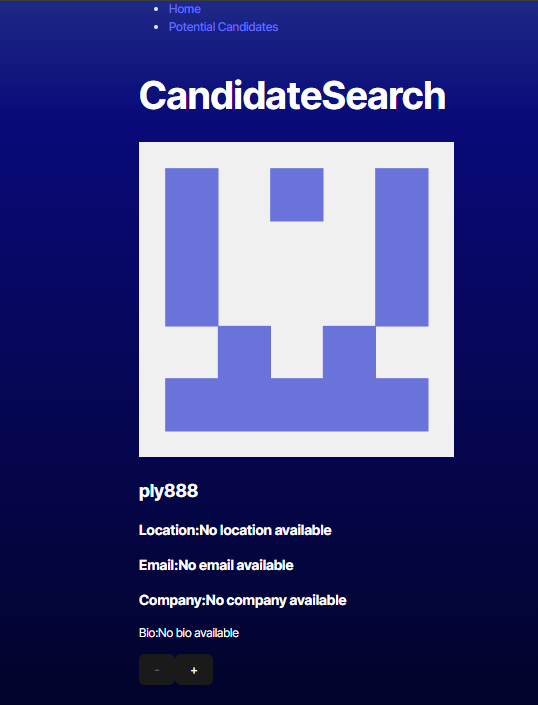 Home
Potential Candidates
CandidateSearch
ply888
Location:No location available
Email:No email available
Company:No company available
Bio:No bio available
- +